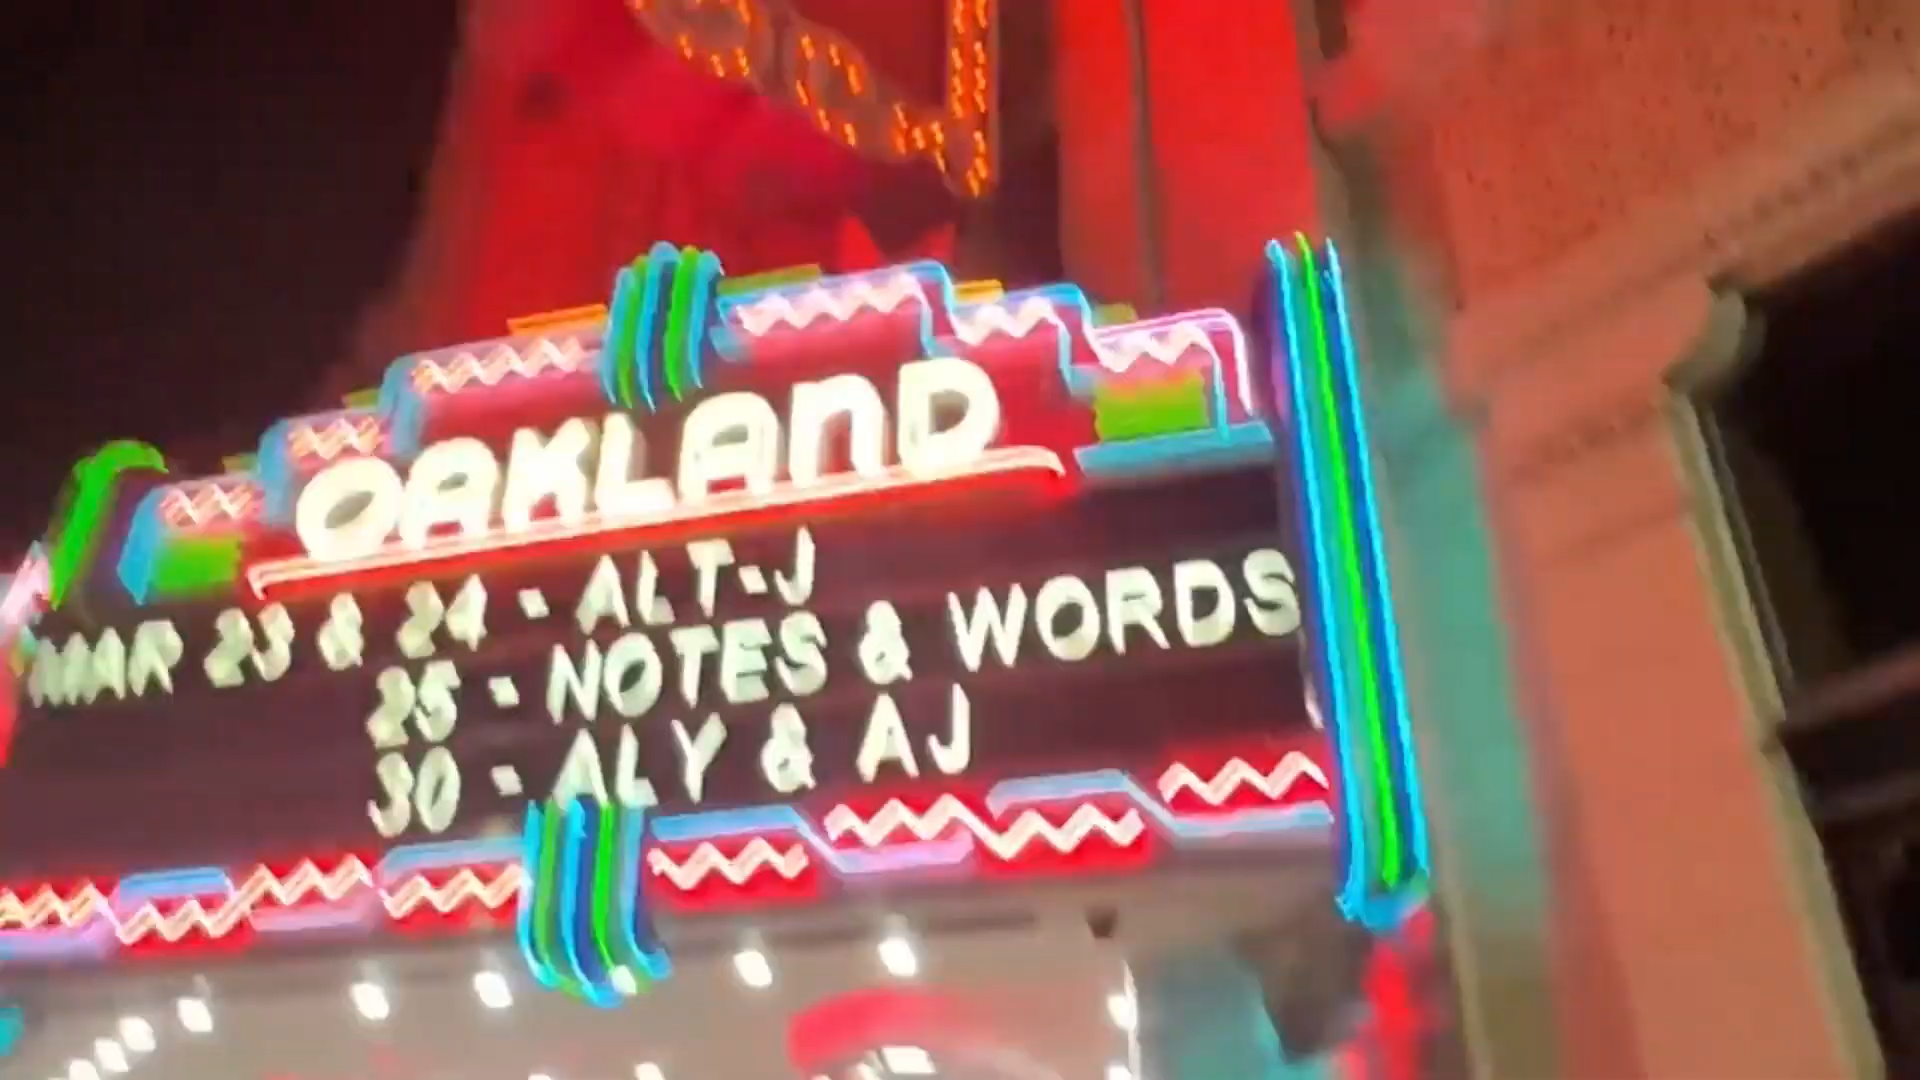 OAKLAND
MAR 23 & 24 - ALT-J
25 - NOTES & WORDS
30 - ALY & AJ